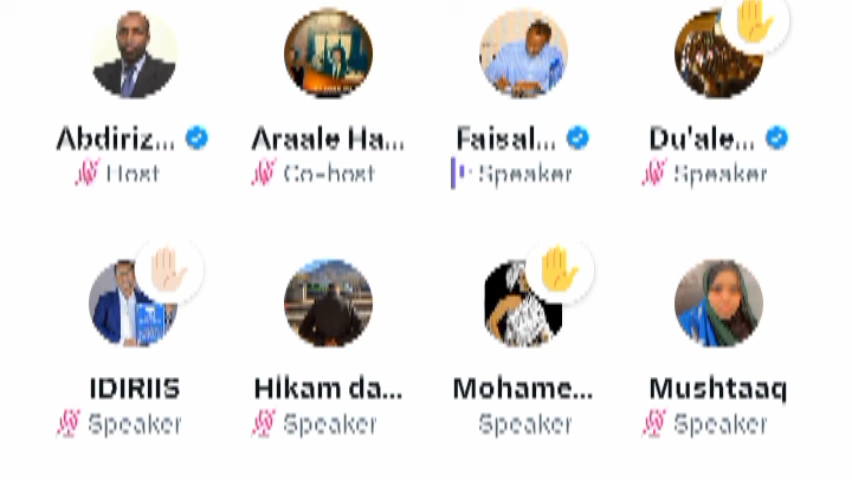 Abdiriz... Araale Ha... Faisal... Du'ale...
Host Co-host Speaker Speaker
IDIRIIS Hikam da... Mohame... Mushtaaq
Speaker Speaker Speaker Speaker